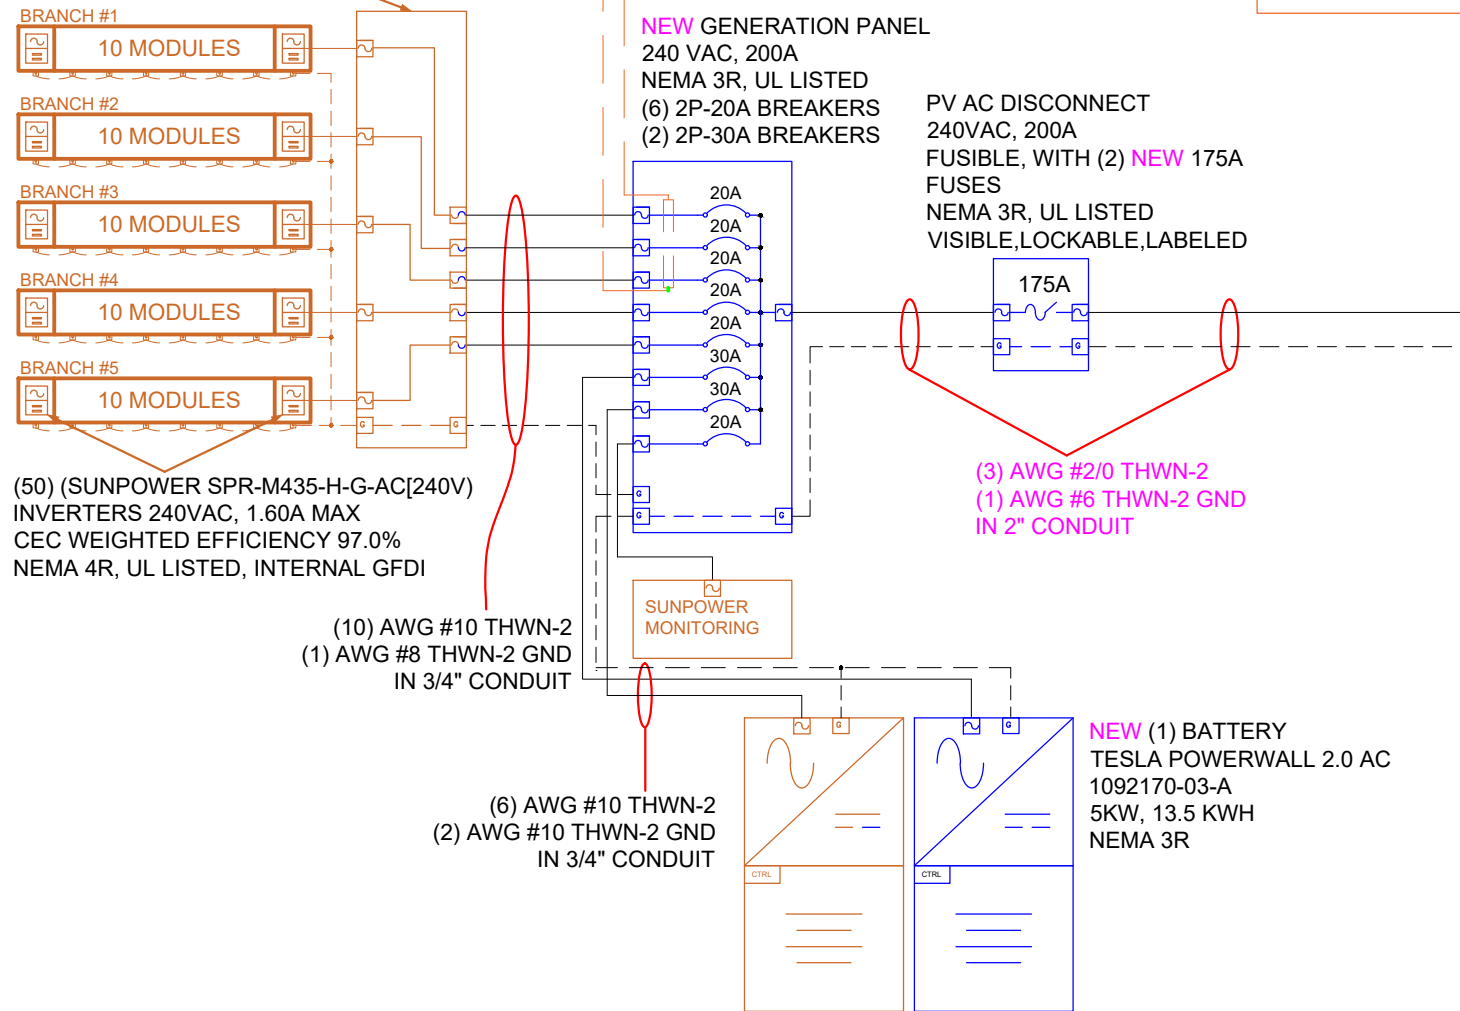 BRANCH #1
10 MODULES
BRANCH #2
10 MODULES
BRANCH #3
10 MODULES
BRANCH #4
10 MODULES
BRANCH #5
10 MODULES
(50) (SUNPOWER SPR-M435-H-G-AC[240V)
INVERTERS 240VAC, 1.60A MAX
CEC WEIGHTED EFFICIENCY 97.0%
NEMA 4R, UL LISTED, INTERNAL GFDI
G
G
(10) AWG #10 THWN-2
(1) AWG #8 THWN-2 GND
IN 3/4" CONDUIT
NEW GENERATION PANEL
240 VAC, 200A
NEMA 3R, UL LISTED
(6) 2P-20A BREAKERS
(2) 2P-30A BREAKERS
20A
20A
20A
20A
20A
30A
30A
20A
G
G
G
SUNPOWER
MONITORING
PV AC DISCONNECT
240VAC, 200A
FUSIBLE, WITH (2) NEW 175A
FUSES
NEMA 3R, UL LISTED
VISIBLE,LOCKABLE,LABELED
175A
G
G
(3) AWG #2/0 THWN-2
(1) AWG #6 THWN-2 GND
IN 2" CONDUIT
(6) AWG #10 THWN-2
(2) AWG #10 THWN-2 GND
IN 3/4" CONDUIT
G
G
CTRL
CTRL
NEW (1) BATTERY
TESLA POWERWALL 2.0 AC
1092170-03-A
5KW, 13.5 KWH
NEMA 3R